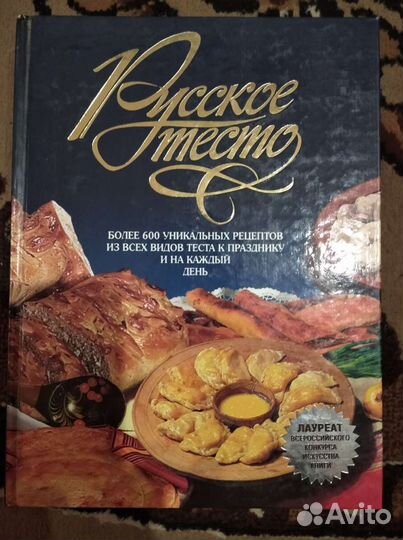 Русское
тесто
БОЛЕЕ 600 УНИКАЛЬНЫХ РЕЦЕПТОВ
ИЗ ВСЕХ ВИДОВ ТЕСТА К ПРАЗДНИКУ
И НА КАЖДЫЙ
ДЕНЬ
ЛАУРЕАТ
ВСЕРОССИЙСКОГО
КОНКУРСА
ИСКУССТВА
КНИГИ
Avito